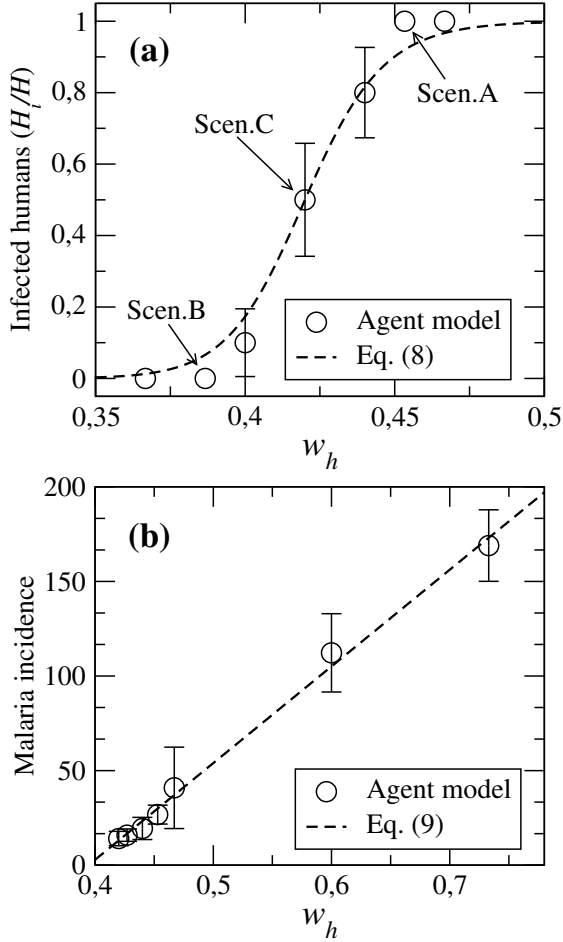 (a)
Infected humans (H_i/H)
1
0,8
0,6
0,4
0,2
0
Scen.A
Scen.C
Scen.B
Agent model
Eq. (8)
0,35
0,4
0,45
0,5
w_h
(b)
Malaria incidence
200
150
100
50
0
Agent model
Eq. (9)
0,4
0,5
0,6
0,7
w_h